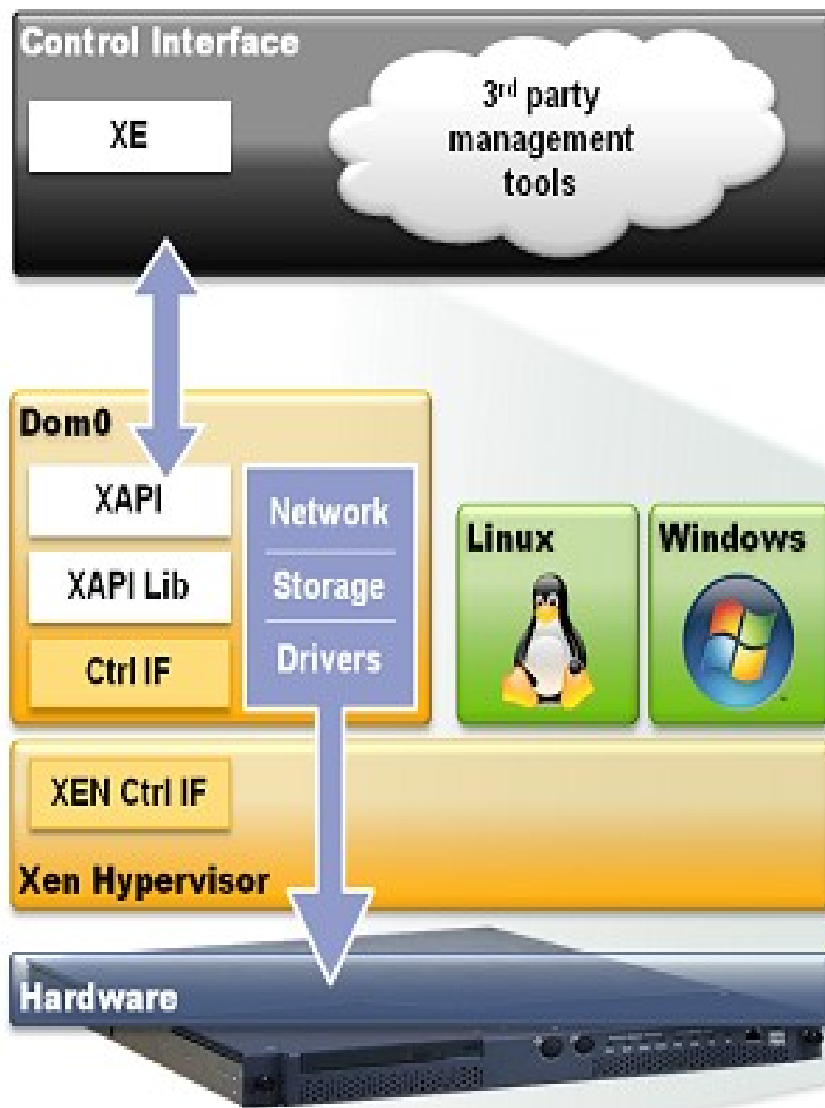 Control Interface
XE
3rd party
management
tools
Dom0
XAPI
XAPI Lib
Ctrl IF
Network
Storage
Drivers
Linux
Windows
XEN Ctrl IF
Xen Hypervisor
Hardware